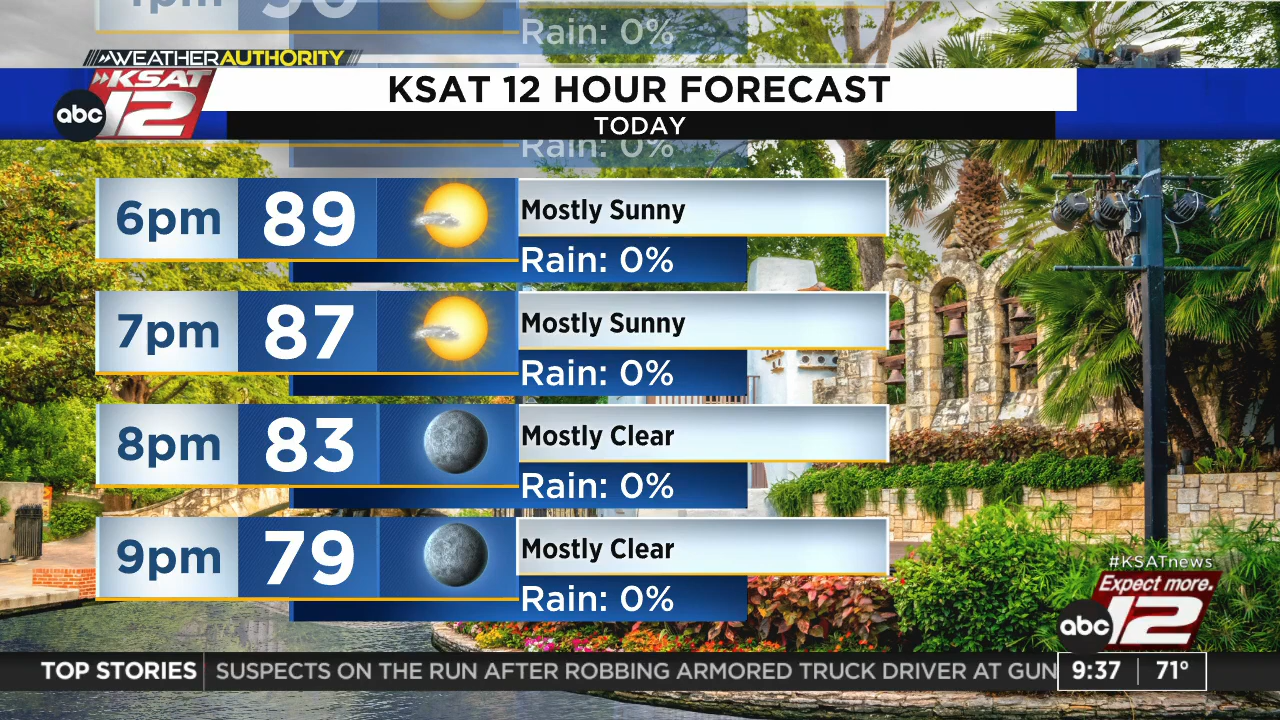 Rain: 0%
WEATHERAUTHORITY
KSAT
12
abc
KSAT 12 HOUR FORECAST
TODAY
Rain: 0%
6pm 89 Mostly Sunny
Rain: 0%
7pm 87 Mostly Sunny
Rain: 0%
8pm 83 Mostly Clear
Rain: 0%
9pm 79 Mostly Clear
Rain: 0%
#KSATnews
Expect more.
abc 12
TOP STORIES SUSPECTS ON THE RUN AFTER ROBBING ARMORED TRUCK DRIVER AT GUN 9:37 71°